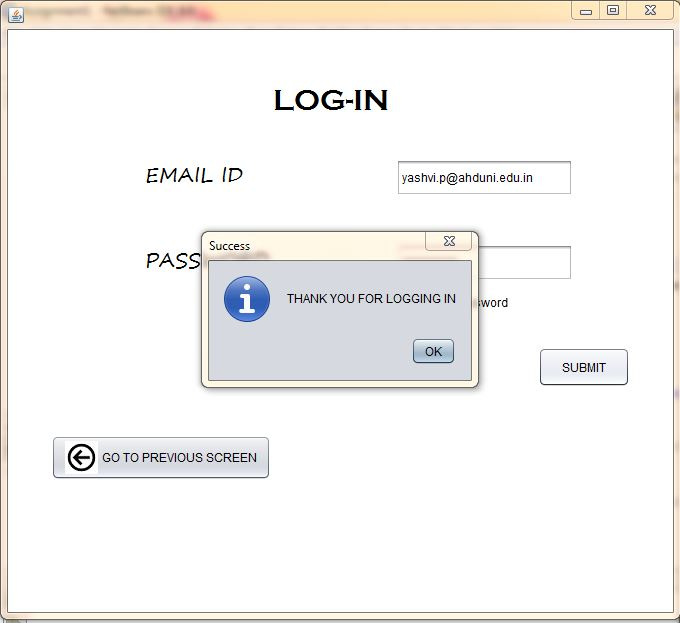 LOG-IN
EMAIL ID
yashvi.p@ahduni.edu.in
Success
PASS
THANK YOU FOR LOGGING IN
sword
OK
SUBMIT
GO TO PREVIOUS SCREEN